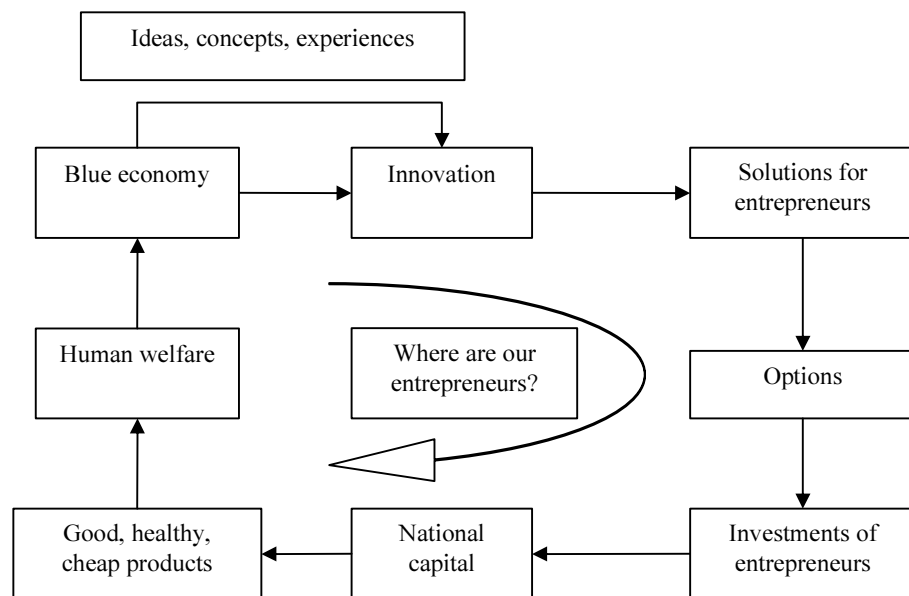 Ideas, concepts, experiences
Blue economy
Innovation
Solutions for
entrepreneurs
Human welfare
Where are our
entrepreneurs?
Options
Good, healthy,
cheap products
National
capital
Investments of
entrepreneurs